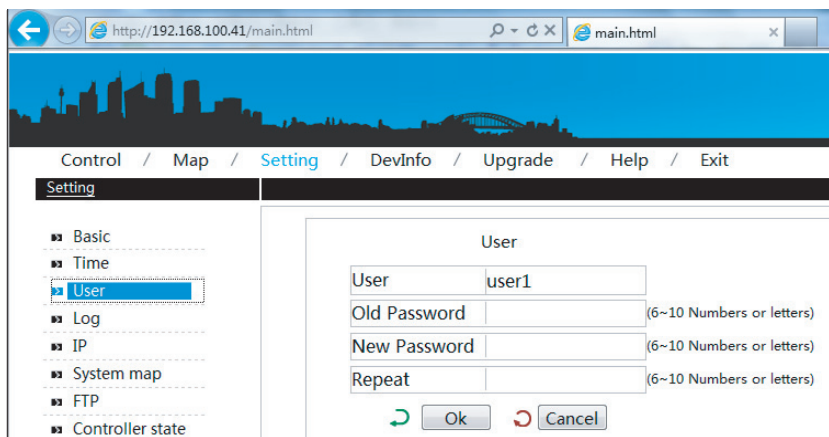 http://192.168.100.41/main.html
main.html
Control / Map / Setting / DevInfo / Upgrade / Help / Exit
Setting
Basic
Time
User
Log
IP
System map
FTP
Controller state
User
User user1
Old Password (6~10 Numbers or letters)
New Password (6~10 Numbers or letters)
Repeat (6~10 Numbers or letters)
Ok Cancel